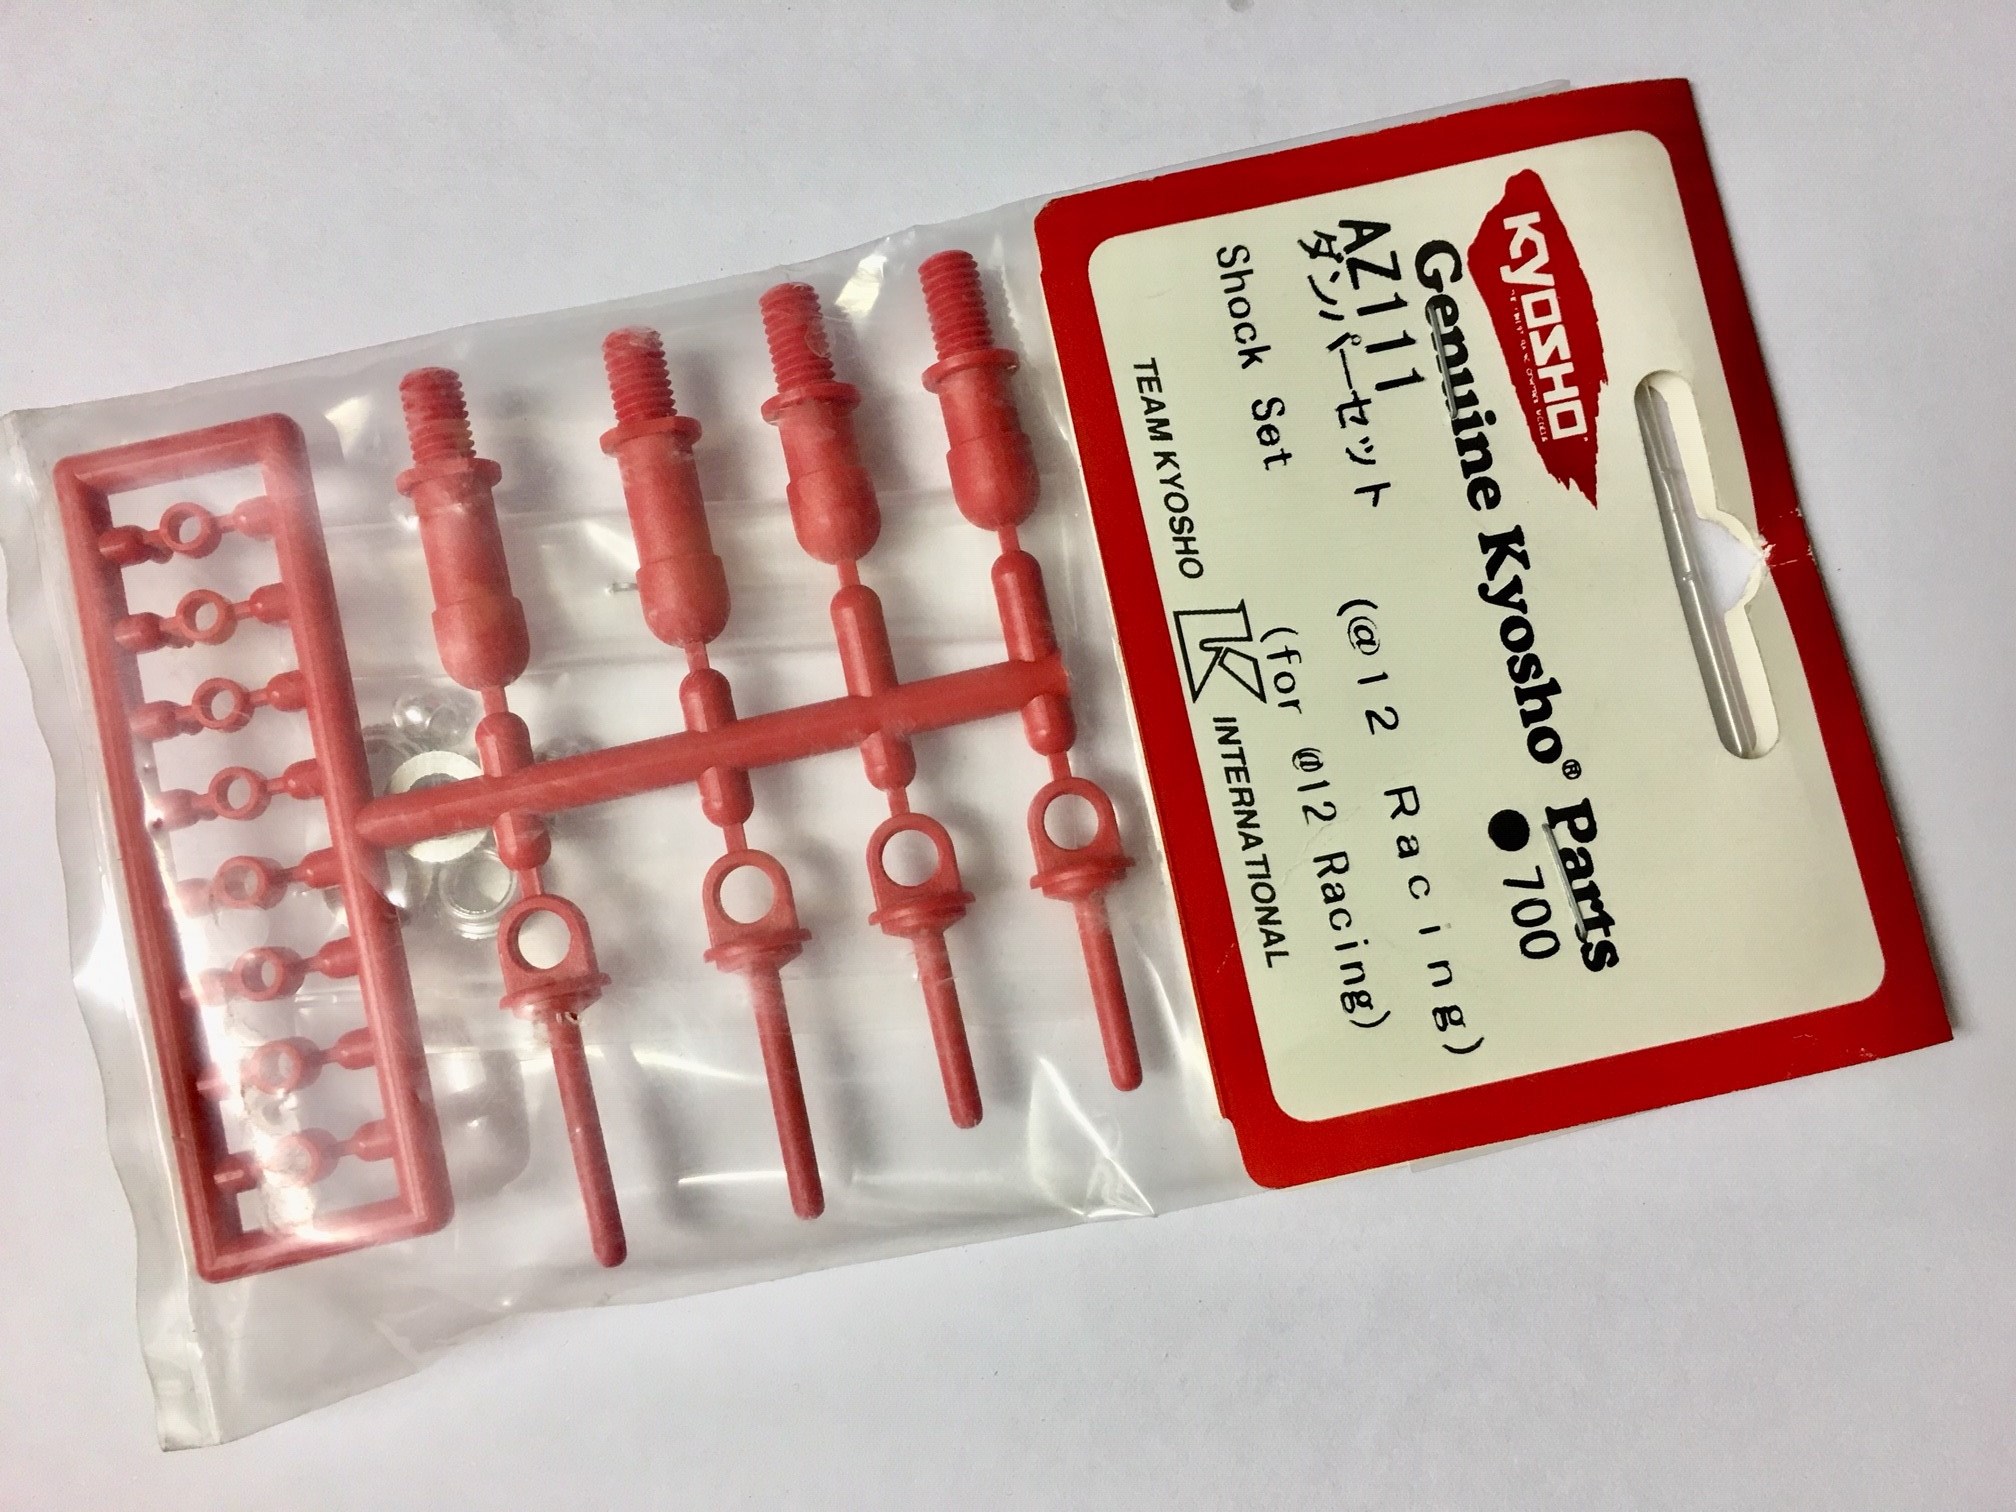 KYOSHO
Genuine Kyosho® Parts
AZ111 ●700
ダンパーセット (@12 Racing)
Shock Set (for @12 Racing)
TEAM KYOSHO K INTERNATIONAL